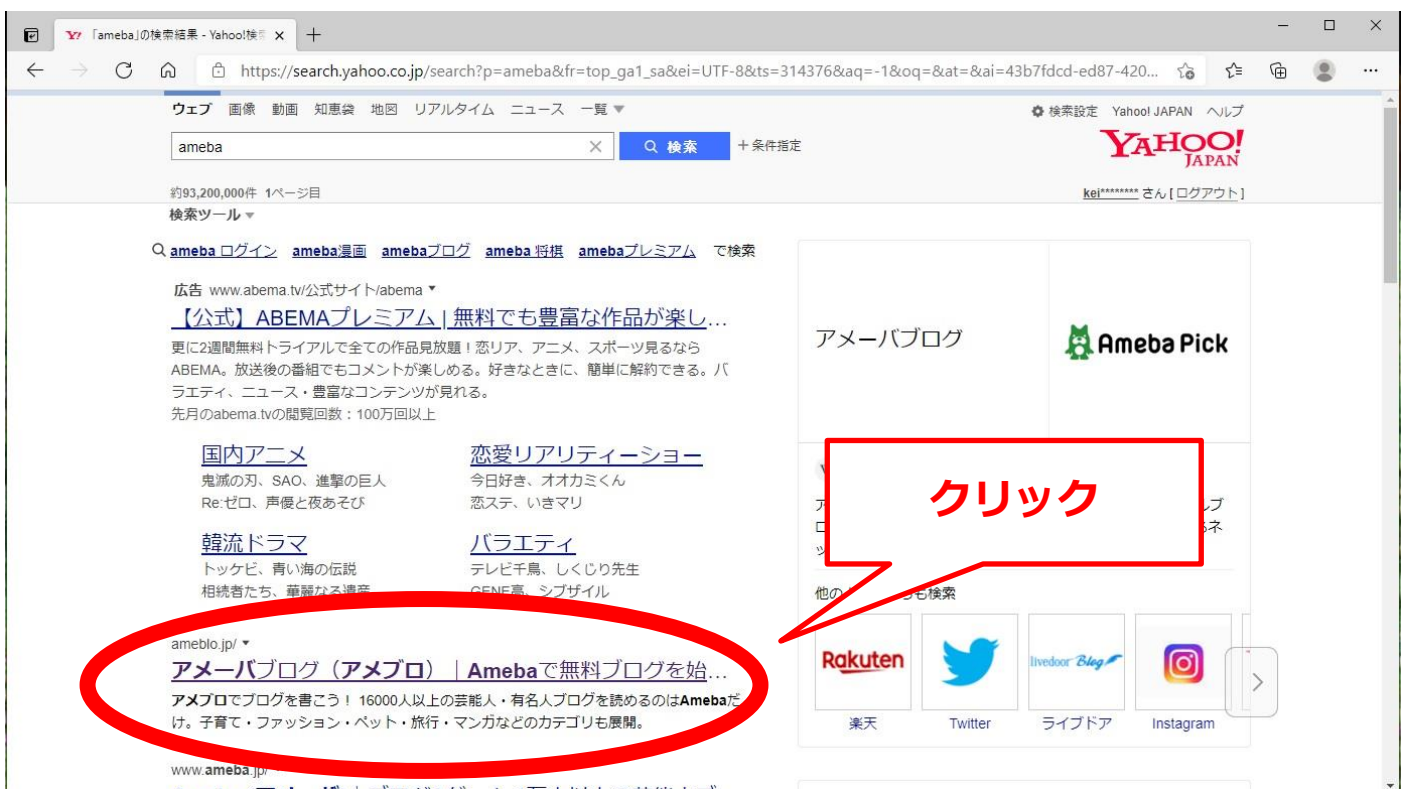 「ameba」の検索結果 - Yahoo!検
https://search.yahoo.co.jp/search?p=ameba&fr=top_ga1_sa&ei=UTF-8&ts=314376&aq=-1&oq=&at=&ai=43b7fdcd-ed87-420...
ウェブ 画像 動画 知恵袋 地図 リアルタイム ニュース 一覧 ▼
検索設定 Yahoo! JAPAN ヘルプ
ameba
検索
+条件指定
YAHOO!
JAPAN
約93,200,000件 1ページ目
kei******** さん [ ログアウト ]
検索ツール ▼
ameba ログイン ameba漫画 amebaブログ ameba 将棋 amebaプレミアム で検索
広告 www.abema.tv/公式サイト/abema ▼
【公式】ABEMAプレミアム | 無料でも豊富な作品が楽し...
更に2週間無料トライアルで全ての作品見放題！恋リア、アニメ、スポーツ見るなら
ABEMA。放送後の番組でもコメントが楽しめる。好きなときに、簡単に解約できる。バ
ラエティ、ニュース・豊富なコンテンツが見れる。
先月のabema.tvの閲覧回数：100万回以上
国内アニメ
鬼滅の刃、SAO、進撃の巨人
Re:ゼロ、声優と夜あそび
恋愛リアリティーショー
今日好き、オオカミくん
恋ステ、いきマリ
韓流ドラマ
トッケビ、青い海の伝説
相続者たち、華麗なる遺産
バラエティ
テレビ千鳥、しくじり先生
GENE高、シブザイル
ameblo.jp/ ▼
アメーバブログ（アメブロ）｜Amebaで無料ブログを始...
アメブロでブログを書こう！ 16000人以上の芸能人・有名人ブログを読めるのはAmebaだ
け。子育て・ファッション・ペット・旅行・マンガなどのカテゴリも展開。
www.ameba.jp/
アメーバブログ
Ameba Pick
クリック
他の
も検索
Rakuten
livedoor Blog
楽天
Twitter
ライブドア
Instagram